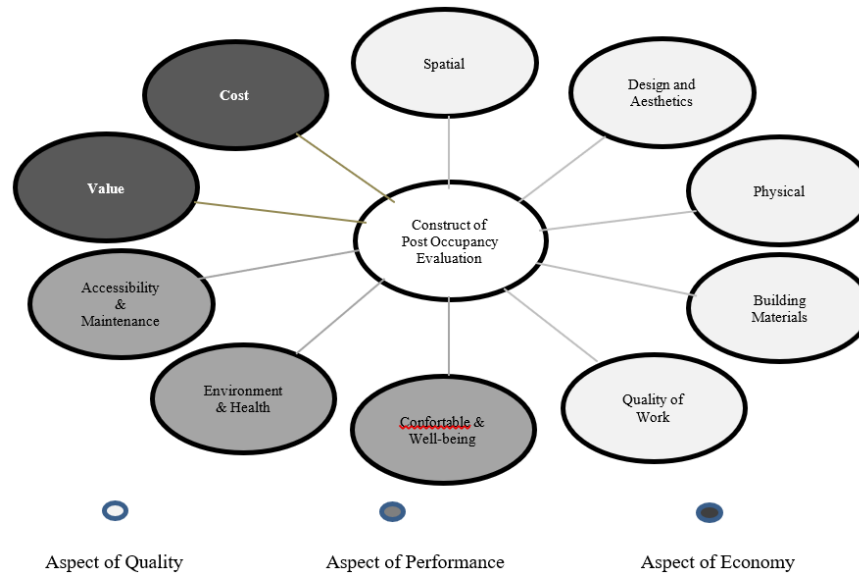 Spatial
Cost
Design and
Aesthetics
Value
Physical
Construct of
Post Occupancy
Evaluation
Accessibility
&
Maintenance
Building
Materials
Environment
& Health
Confortable &
Well-being
Quality of
Work
Aspect of Quality
Aspect of Performance
Aspect of Economy